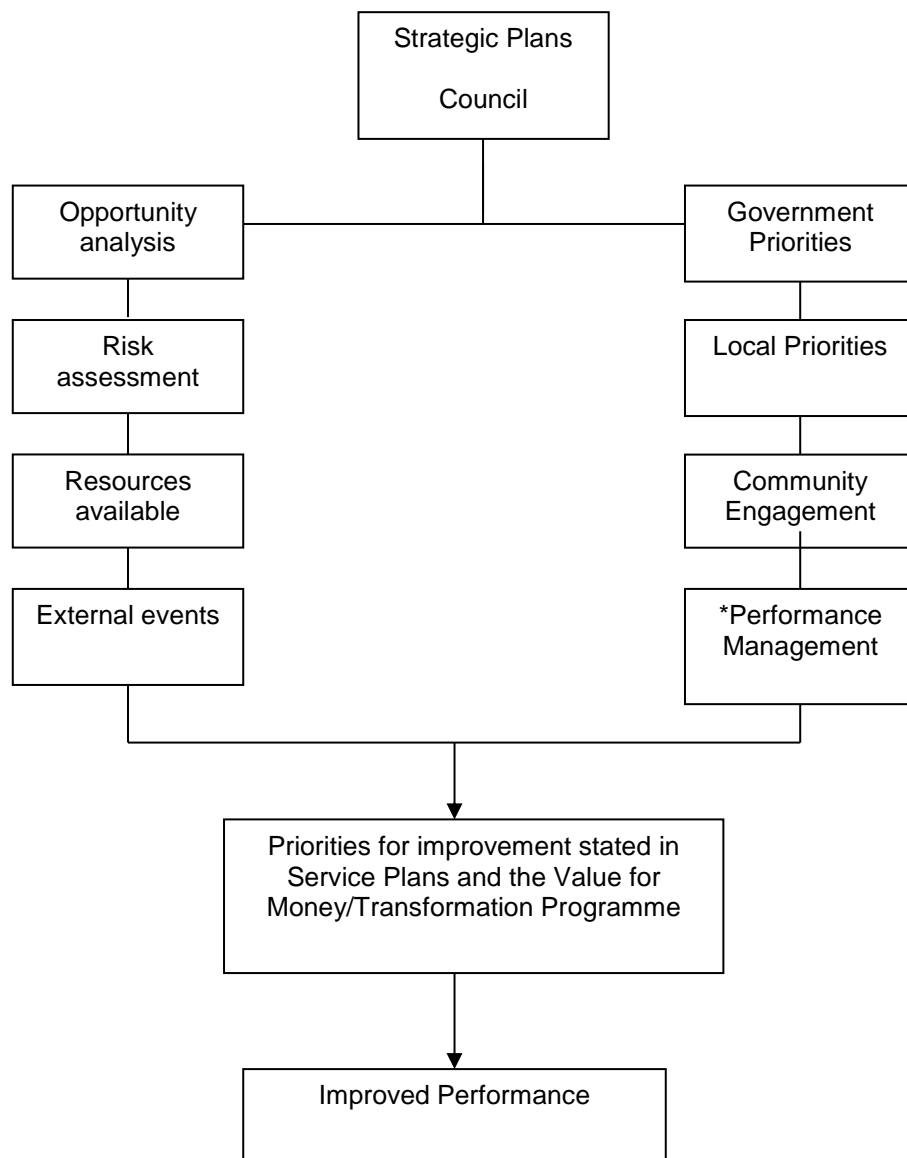 Strategic Plans
Council
Opportunity
analysis
Government
Priorities
Risk
assessment
Local Priorities
Resources
available
Community
Engagement
External events
*Performance
Management
Priorities for improvement stated in
Service Plans and the Value for
Money/Transformation Programme
Improved Performance